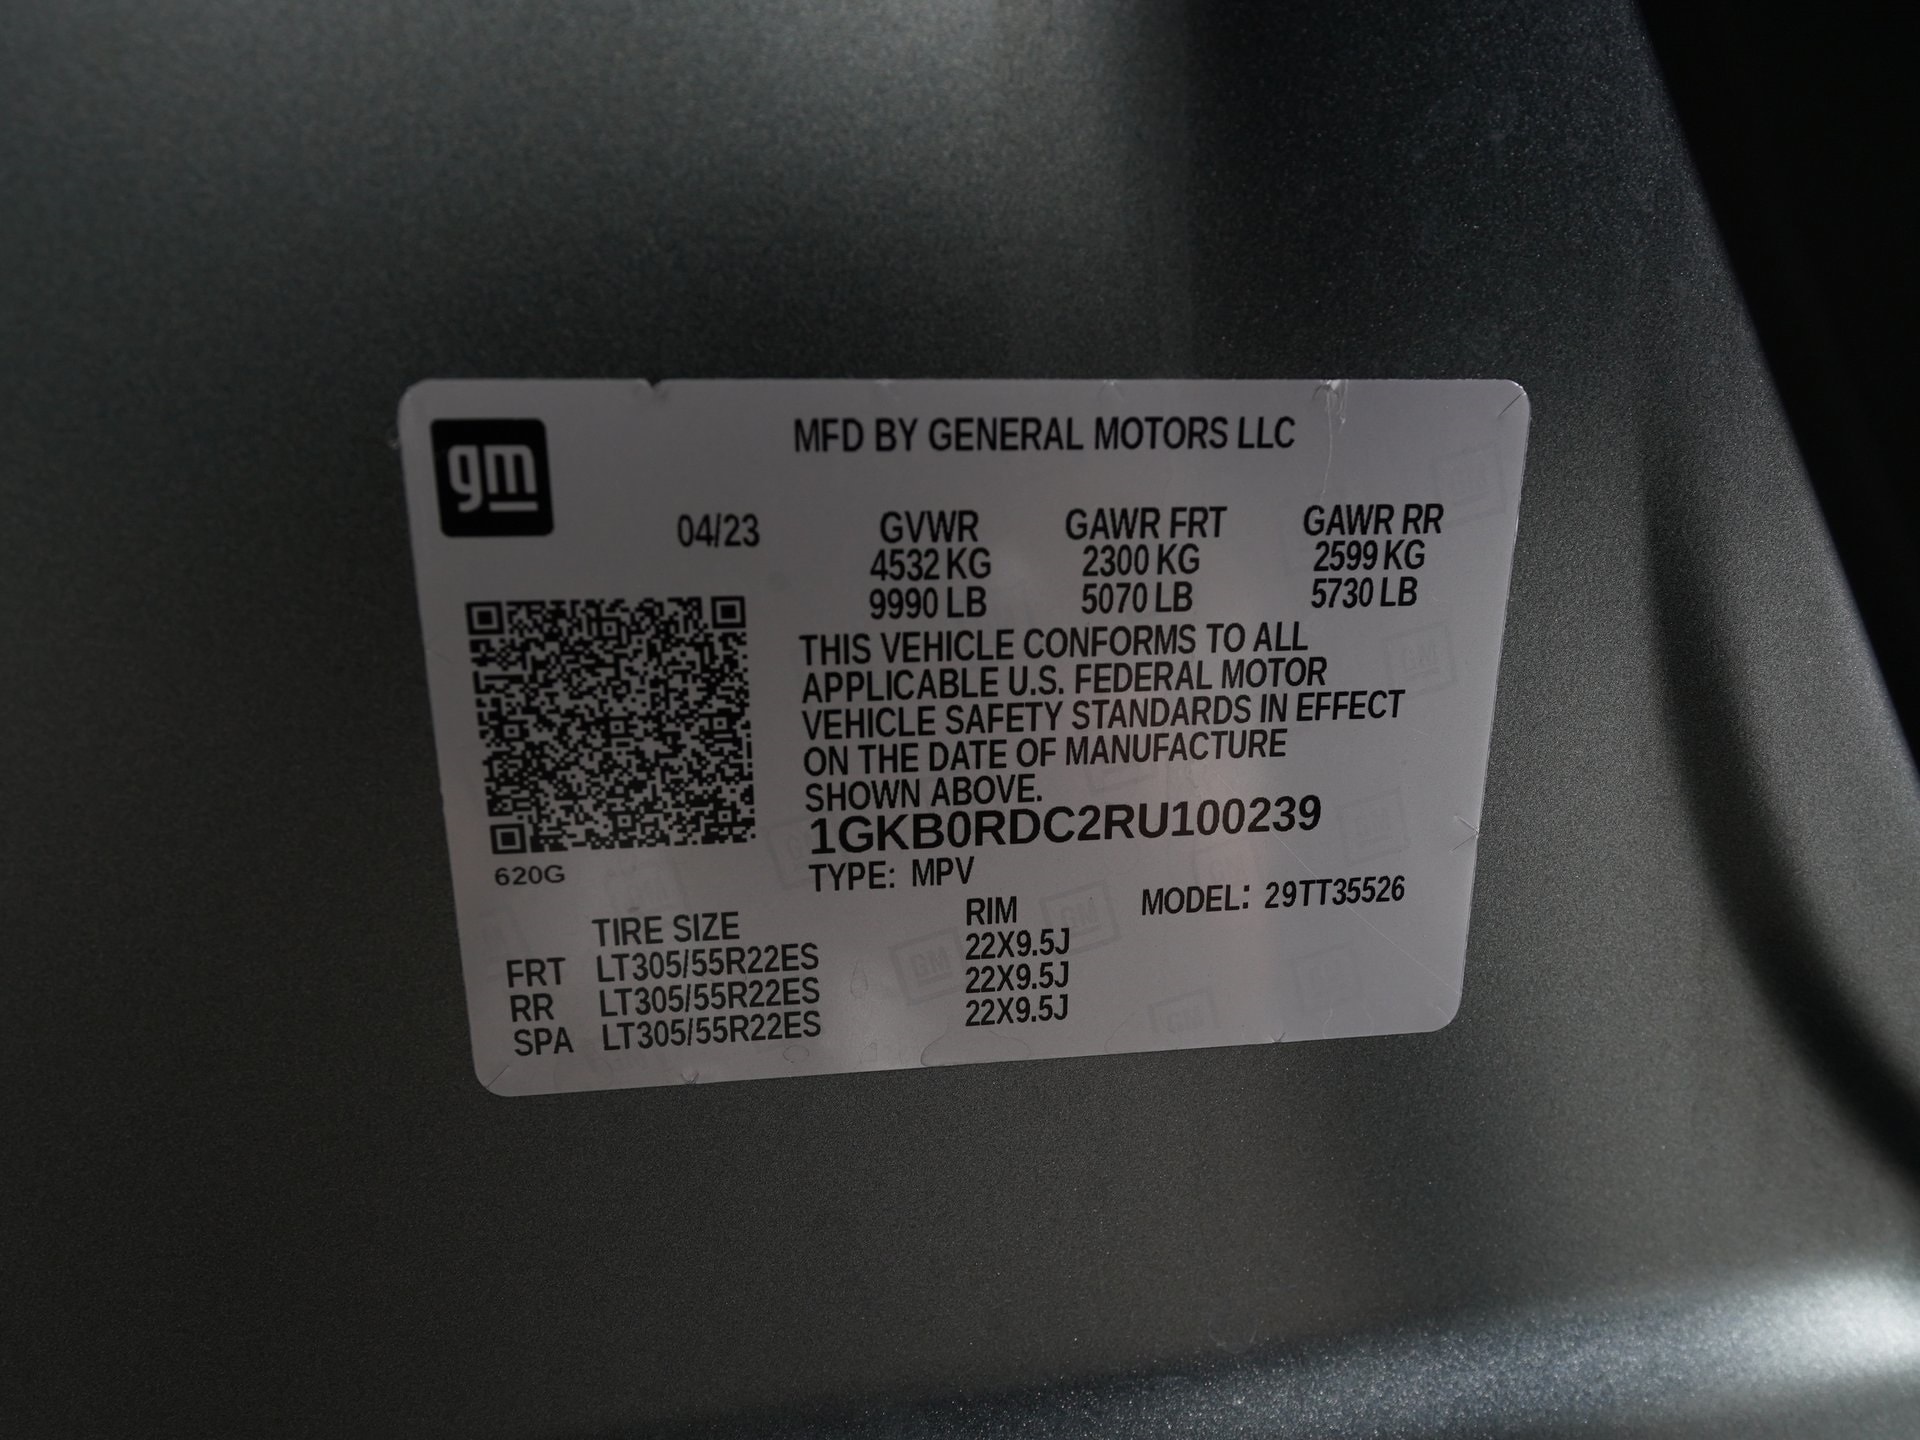 gm
MFD BY GENERAL MOTORS LLC
04/23 GVWR GAWR FRT GAWR RR
4532 KG 2300 KG 2599 KG
9990 LB 5070 LB 5730 LB
THIS VEHICLE CONFORMS TO ALL
APPLICABLE U.S. FEDERAL MOTOR
VEHICLE SAFETY STANDARDS IN EFFECT
ON THE DATE OF MANUFACTURE
SHOWN ABOVE.
1GKB0RDC2RU100239
620G
TYPE: MPV
MODEL: 29TT35526
TIRE SIZE RIM
FRT LT305/55R22ES 22X9.5J
RR LT305/55R22ES 22X9.5J
SPA LT305/55R22ES 22X9.5J